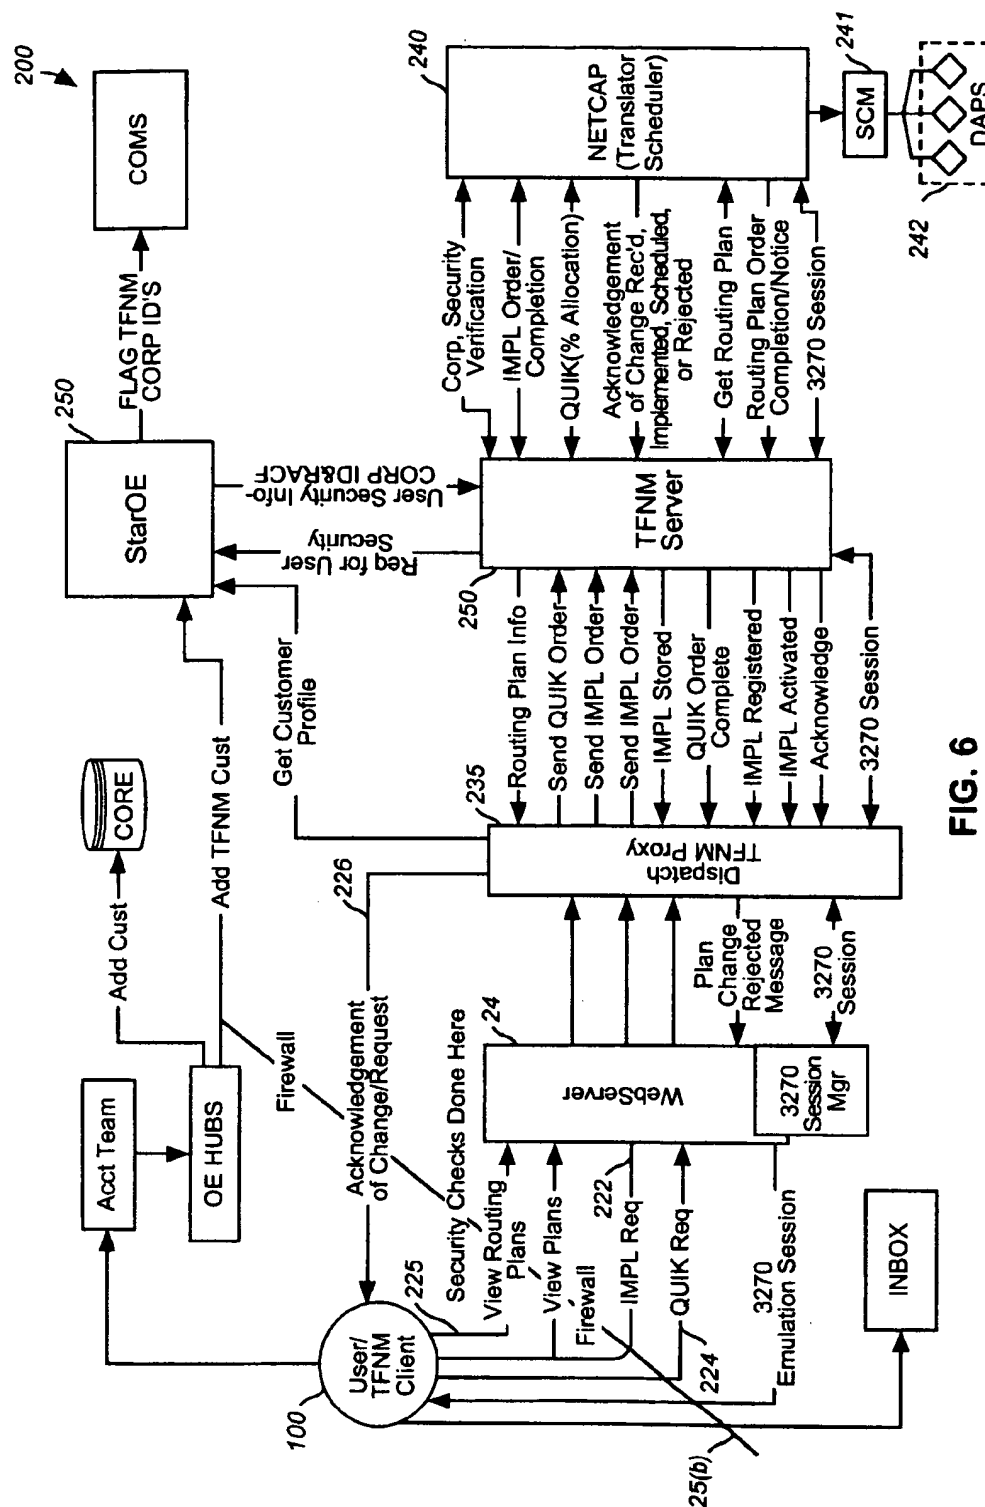 200
COMS
FLAG TFNM
CORP ID'S
250
StarOE
User Security Info-
CORP ID&RACF
Req for User
Security
CORE
Add Cust
Add TFNM Cust
Get Customer
Profile
Acct Team
OE HUBS
Firewall
226
Acknowledgement
of Change/Request
Security Checks Done Here
100
User/
TFNM
Client
225
View Routing
Plans
View Plans
Firewall
222
IMPL Req
QUIK Req
224
3270
Emulation Session
25(b)
INBOX
24
WebServer
3270
Session
Mgr
Plan
Change
Rejected
Message
3270
Session
235
Dispatch
TFNM Proxy
Routing Plan Info
Send QUIK Order
Send IMPL Order
Send IMPL Order
IMPL Stored
QUIK Order
Complete
IMPL Registered
IMPL Activated
Acknowledge
3270 Session
250
TFNM
Server
Corp, Security
Verification
IMPL Order/
Completion
QUIK(% Allocation)
Acknowledgement
of Change Rec'd,
Implemented, Scheduled,
or Rejected
Get Routing Plan
Routing Plan Order
Completion/Notice
3270 Session
240
NETCAP
(Translator
Scheduler)
241
SCM
242
DAPS
FIG. 6